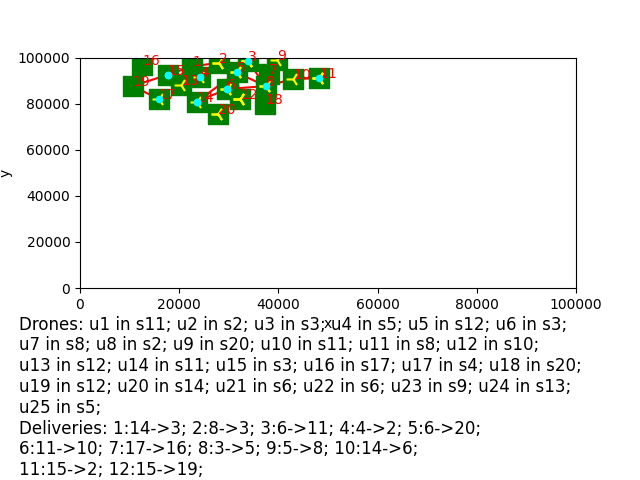 100000
80000
60000
40000
20000
0
y
0 20000 40000 60000 80000 100000
x
16
2
3
9
18
Drones: u1 in s11; u2 in s2; u3 in s3; u4 in s5; u5 in s12; u6 in s3;
u7 in s8; u8 in s2; u9 in s20; u10 in s11; u11 in s8; u12 in s10;
u13 in s12; u14 in s11; u15 in s3; u16 in s17; u17 in s4; u18 in s20;
u19 in s12; u20 in s14; u21 in s6; u22 in s6; u23 in s9; u24 in s13;
u25 in s5;
Deliveries: 1:14->3; 2:8->3; 3:6->11; 4:4->2; 5:6->20;
6:11->10; 7:17->16; 8:3->5; 9:5->8; 10:14->6;
11:15->2; 12:15->19;